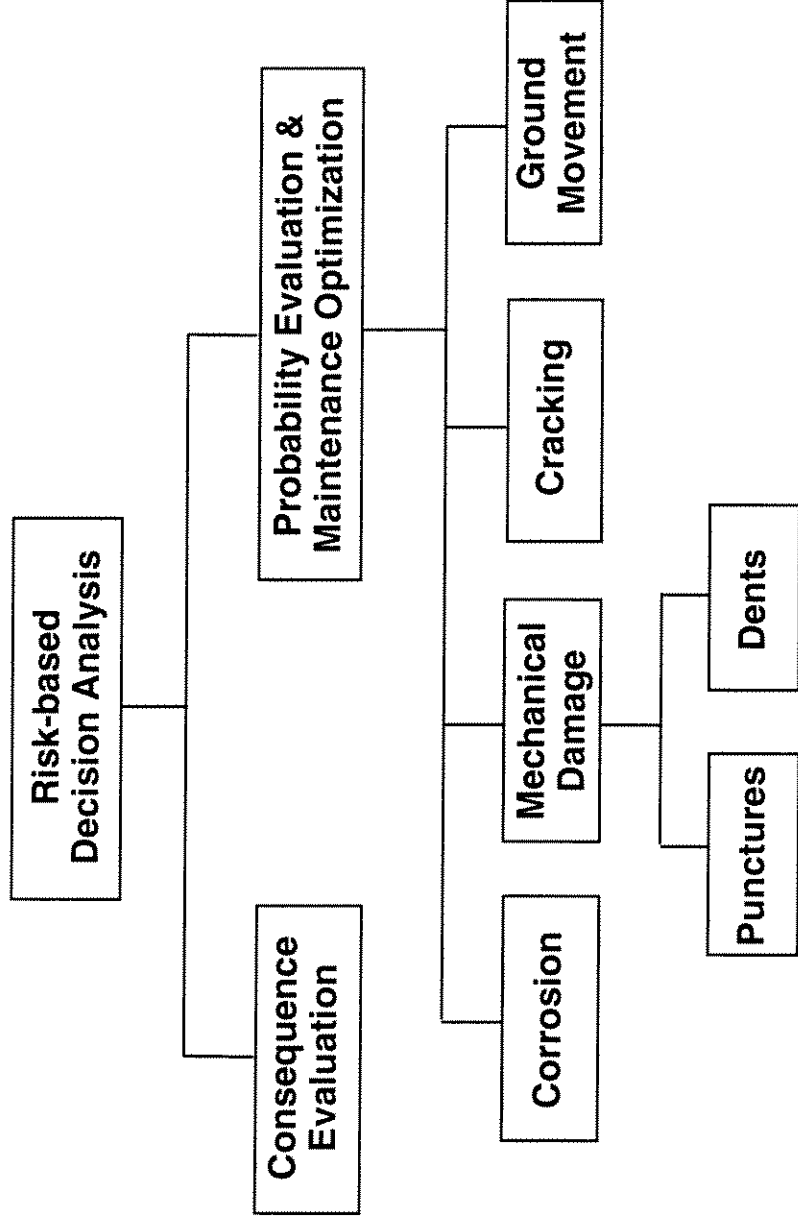 Risk-based
Decision Analysis
Consequence
Evaluation
Probability Evaluation &
Maintenance Optimization
Corrosion
Mechanical
Damage
Cracking
Ground
Movement
Punctures
Dents